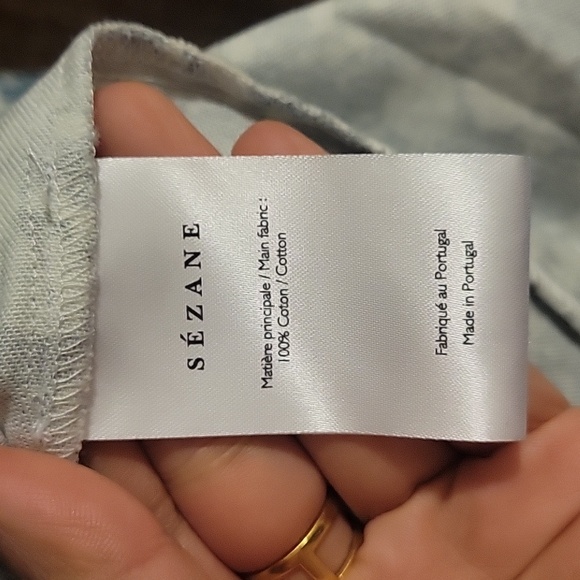 SÉZANE
Matière principale / Main fabric :
100% Coton / Cotton
Fabriqué au Portugal
Made in Portugal